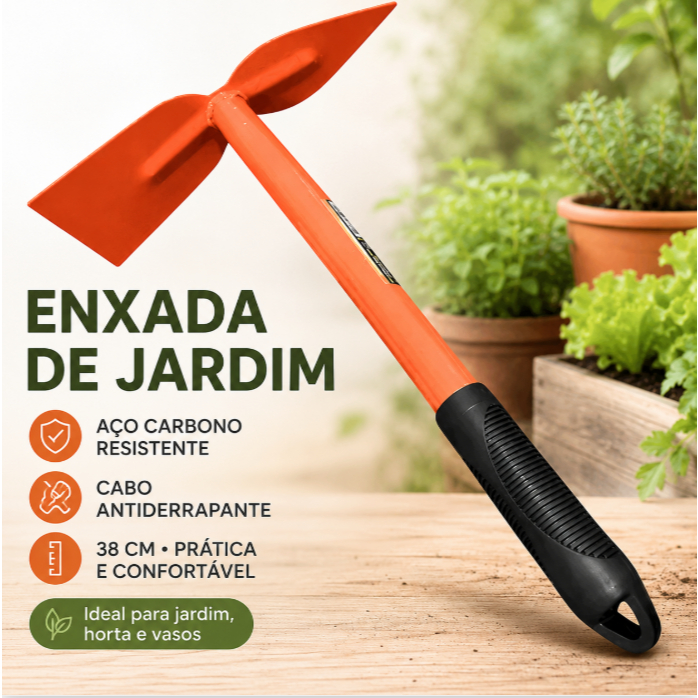 ENXADA
DE JARDIM
AÇO CARBONO
RESISTENTE
CABO
ANTIDERRAPANTE
38 CM • PRÁTICA
E CONFORTÁVEL
Ideal para jardim,
horta e vasos